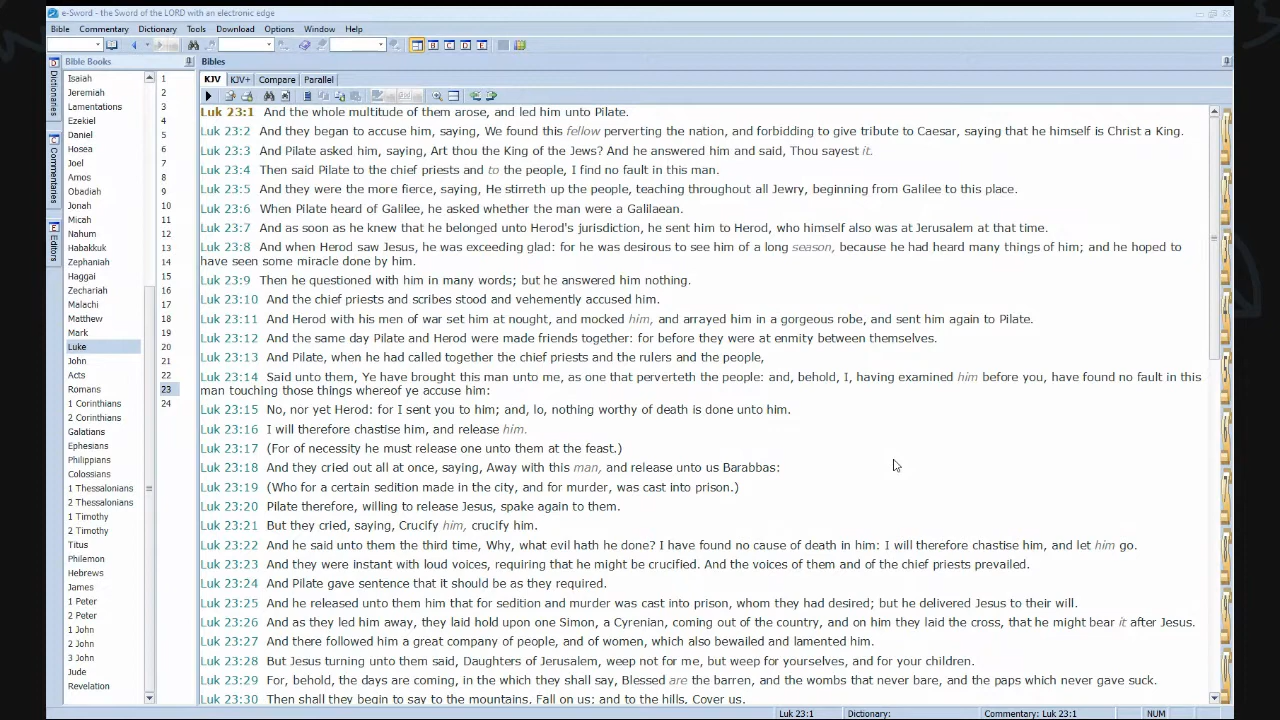 e-Sword - the Sword of the LORD with an electronic edge
Bible Commentary Dictionary Tools Download Options Window Help
B C D E
Bible Books
Bibles
KJV KJV+ Compare Parallel
Dictionaries
Commentaries
Editors
Isaiah 1
Jeremiah 2
Lamentations 3
Ezekiel 4
Daniel 5
Hosea 6
Joel 7
Amos 8
Obadiah 9
Jonah 10
Micah 11
Nahum 12
Habakkuk 13
Zephaniah 14
Haggai 15
Zechariah 16
Malachi 17
Matthew 18
Mark 19
Luke 20
John 21
Acts 22
Romans 23
1 Corinthians 24
2 Corinthians
Galatians
Ephesians
Philippians
Colossians
1 Thessalonians
2 Thessalonians
1 Timothy
2 Timothy
Titus
Philemon
Hebrews
James
1 Peter
2 Peter
1 John
2 John
3 John
Jude
Revelation
Luk 23:1 And the whole multitude of them arose, and led him unto Pilate.
Luk 23:2 And they began to accuse him, saying, We found this fellow perverting the nation, and forbidding to give tribute to Caesar, saying that he himself is Christ a King.
Luk 23:3 And Pilate asked him, saying, Art thou the King of the Jews? And he answered him and said, Thou sayest it.
Luk 23:4 Then said Pilate to the chief priests and to the people, I find no fault in this man.
Luk 23:5 And they were the more fierce, saying, He stirreth up the people, teaching throughout all Jewry, beginning from Galilee to this place.
Luk 23:6 When Pilate heard of Galilee, he asked whether the man were a Galilaean.
Luk 23:7 And as soon as he knew that he belonged unto Herod's jurisdiction, he sent him to Herod, who himself also was at Jerusalem at that time.
Luk 23:8 And when Herod saw Jesus, he was exceeding glad: for he was desirous to see him of a long season, because he had heard many things of him; and he hoped to
have seen some miracle done by him.
Luk 23:9 Then he questioned with him in many words; but he answered him nothing.
Luk 23:10 And the chief priests and scribes stood and vehemently accused him.
Luk 23:11 And Herod with his men of war set him at nought, and mocked him, and arrayed him in a gorgeous robe, and sent him again to Pilate.
Luk 23:12 And the same day Pilate and Herod were made friends together: for before they were at enmity between themselves.
Luk 23:13 And Pilate, when he had called together the chief priests and the rulers and the people,
Luk 23:14 Said unto them, Ye have brought this man unto me, as one that perverteth the people: and, behold, I, having examined him before you, have found no fault in this
man touching those things whereof ye accuse him:
Luk 23:15 No, nor yet Herod: for I sent you to him; and, lo, nothing worthy of death is done unto him.
Luk 23:16 I will therefore chastise him, and release him.
Luk 23:17 (For of necessity he must release one unto them at the feast.)
Luk 23:18 And they cried out all at once, saying, Away with this man, and release unto us Barabbas:
Luk 23:19 (Who for a certain sedition made in the city, and for murder, was cast into prison.)
Luk 23:20 Pilate therefore, willing to release Jesus, spake again to them.
Luk 23:21 But they cried, saying, Crucify him, crucify him.
Luk 23:22 And he said unto them the third time, Why, what evil hath he done? I have found no cause of death in him: I will therefore chastise him, and let him go.
Luk 23:23 And they were instant with loud voices, requiring that he might be crucified. And the voices of them and of the chief priests prevailed.
Luk 23:24 And Pilate gave sentence that it should be as they required.
Luk 23:25 And he released unto them him that for sedition and murder was cast into prison, whom they had desired; but he delivered Jesus to their will.
Luk 23:26 And as they led him away, they laid hold upon one Simon, a Cyrenian, coming out of the country, and on him they laid the cross, that he might bear it after Jesus.
Luk 23:27 And there followed him a great company of people, and of women, which also bewailed and lamented him.
Luk 23:28 But Jesus turning unto them said, Daughters of Jerusalem, weep not for me, but weep for yourselves, and for your children.
Luk 23:29 For, behold, the days are coming, in the which they shall say, Blessed are the barren, and the wombs that never bare, and the paps which never gave suck.
Luk 23:30 Then shall they begin to say to the mountains, Fall on us; and to the hills, Cover us.
Luk 23:1 Dictionary: Commentary: Luk 23:1 NUM